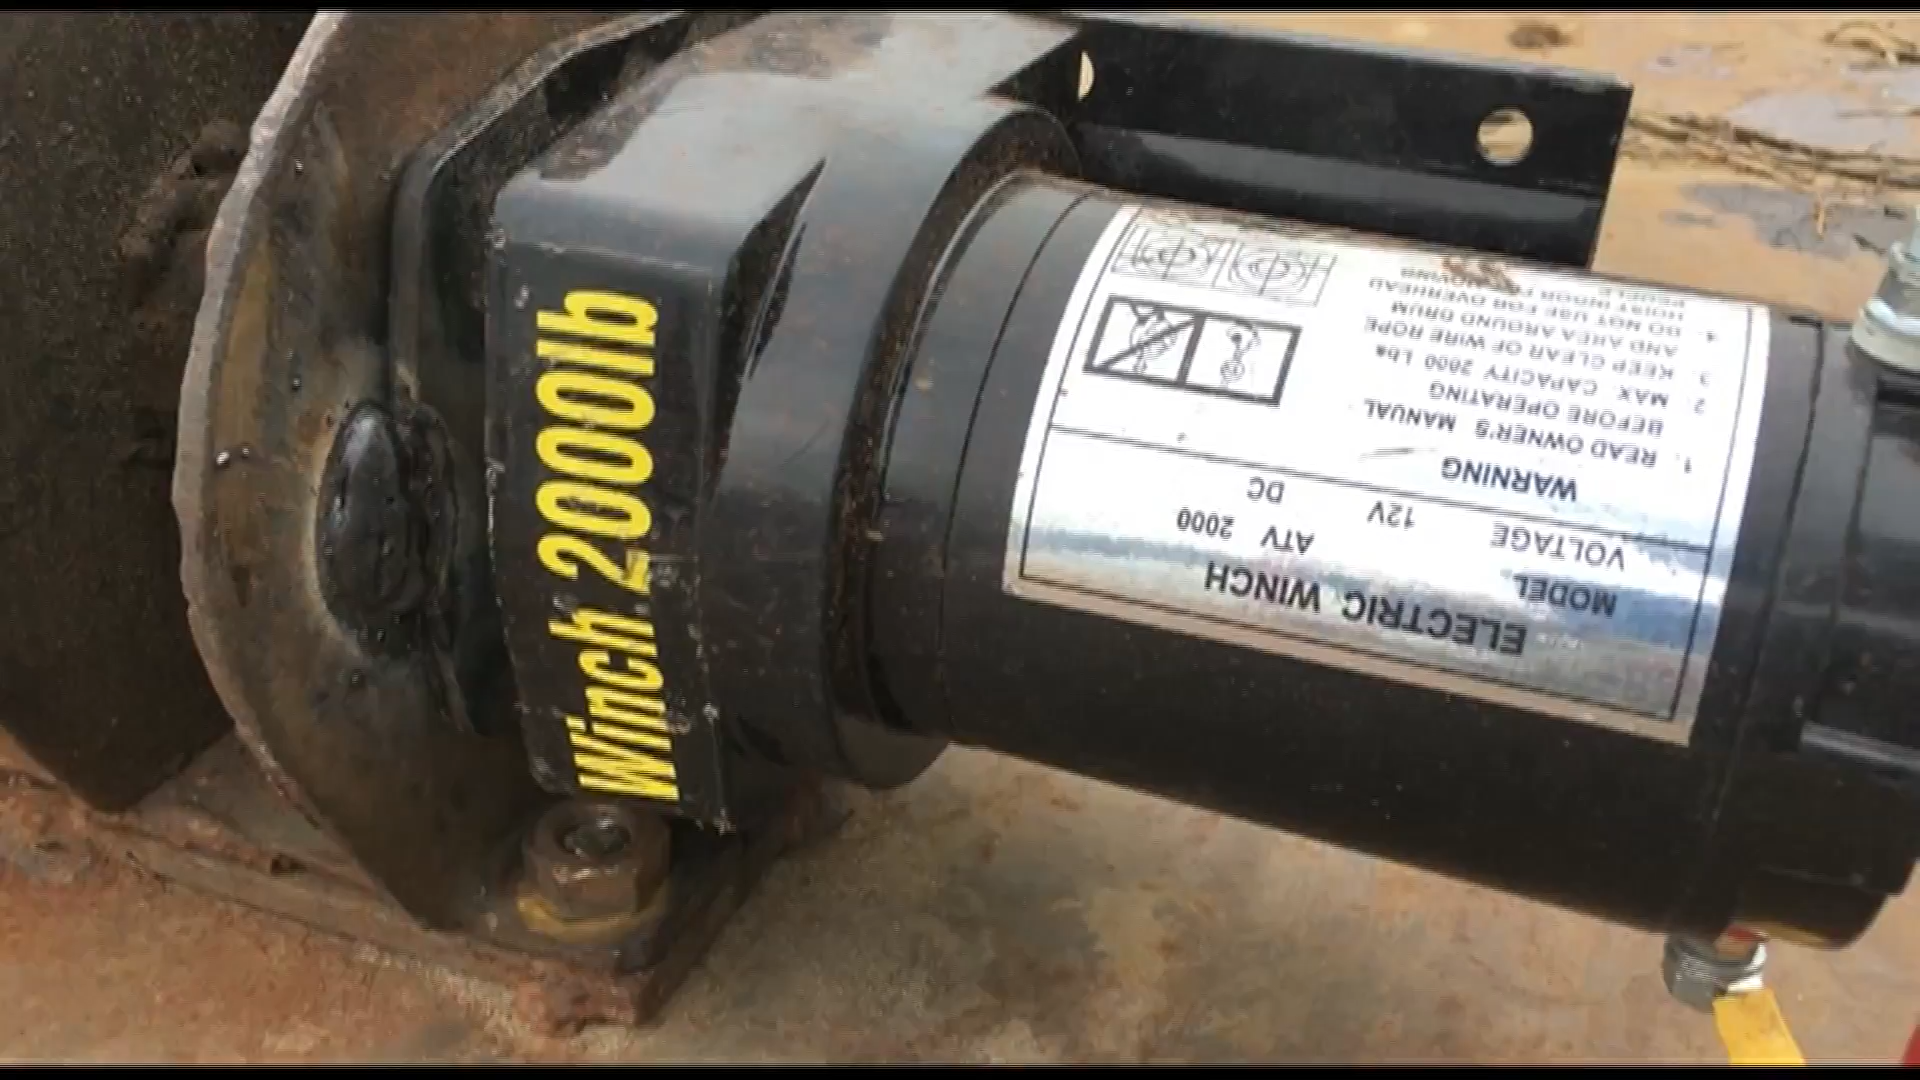 Winch 2000lb
ELECTRIC WINCH
MODEL ATV 2000
VOLTAGE 12V DC
WARNING
1. READ OWNER'S MANUAL
BEFORE OPERATING
2. MAX. CAPACITY 2000 Lbs
3. KEEP CLEAR OF WIRE ROPE
AND AREA AROUND DRUM
4. DO NOT USE FOR OVERHEAD
HOIST